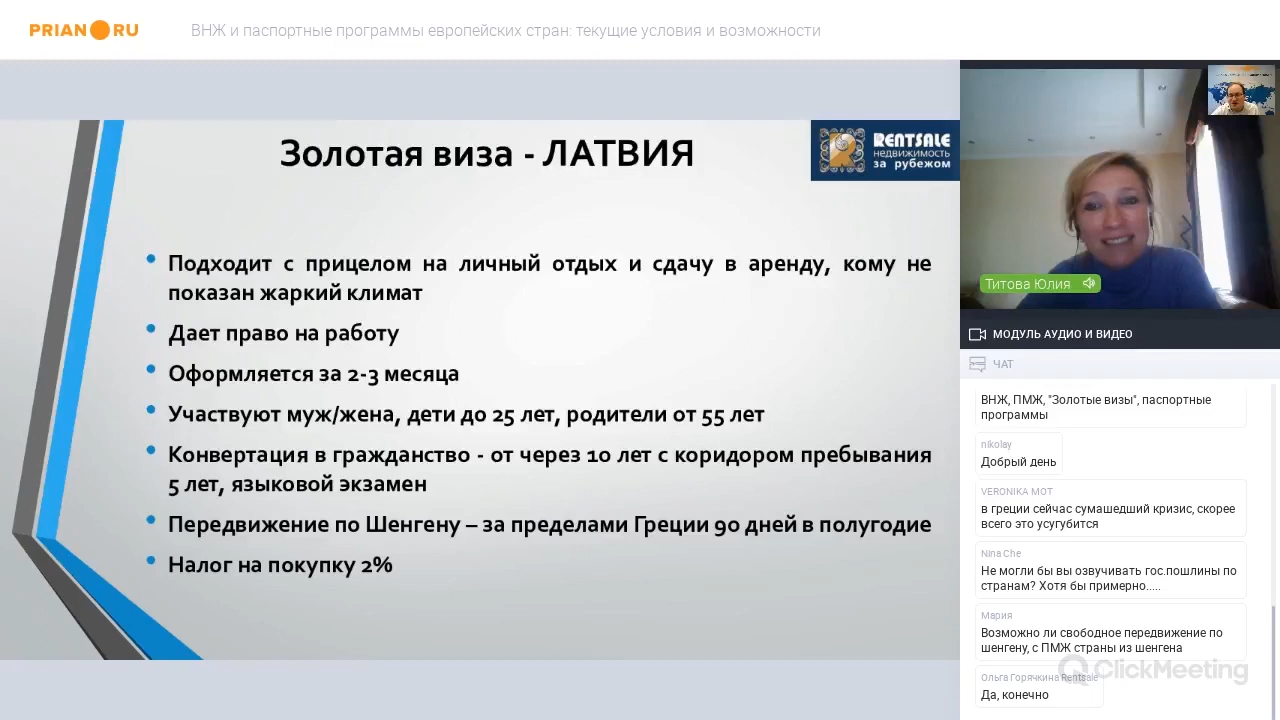 PRIAN RU
ВНЖ и паспортные программы европейских стран: текущие условия и возможности
Золотая виза - ЛАТВИЯ
RENTSALE
недвижимость
за рубежом
Подходит с прицелом на личный отдых и сдачу в аренду, кому не
показан жаркий климат
Дает право на работу
Оформляется за 2-3 месяца
Участвуют муж/жена, дети до 25 лет, родители от 55 лет
Конвертация в гражданство - от через 10 лет с коридором пребывания
5 лет, языковой экзамен
Передвижение по Шенгену – за пределами Греции 90 дней в полугодие
Налог на покупку 2%
Титова Юлия
МОДУЛЬ АУДИО И ВИДЕО
ЧАТ
ВНЖ, ПМЖ, "Золотые визы", паспортные
программы
nikolay
Добрый день
VERONIKA MOT
в греции сейчас сумашедший кризис, скорее
всего это усугубится
Nina Che
Не могли бы вы озвучивать гос.пошлины по
странам? Хотя бы примерно.....
Мария
Возможно ли свободное передвижение по
шенгену, с ПМЖ страны из шенгена
ClickMeeting
Ольга Горячкина Rentsale
Да, конечно